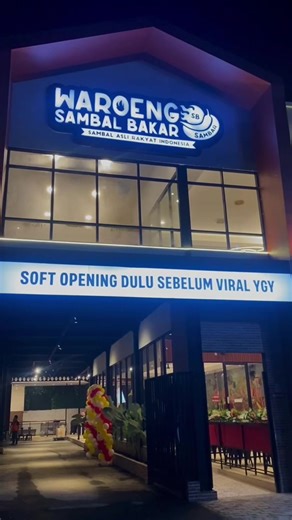 WAROENG
SAMBAL BAKAR
SB
SAMBAL ASLI RAKYAT INDONESIA
SOFT OPENING DULU SEBELUM VIRAL YGY